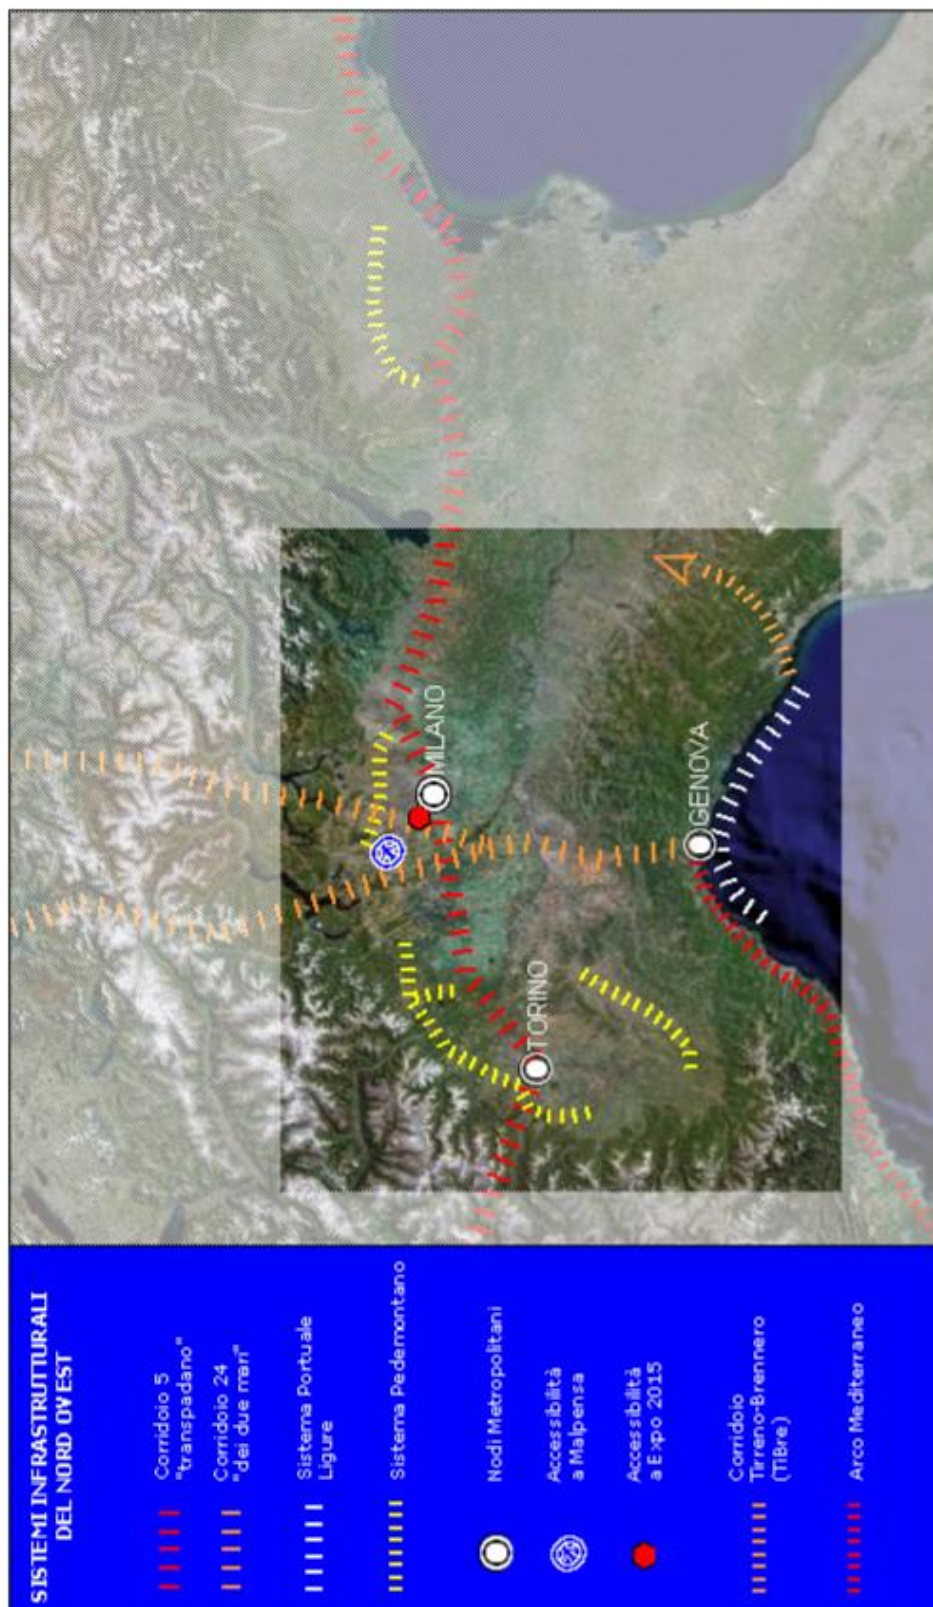 SISTEMI INFRASTRUTTURALI
DEL NORD OVEST
Corridoio 5
"transpadano"
Corridoio 24
"dei due mari"
Sistema Portuale
Ligure
Sistema Pedemontano
Nodi Metropolitani
Accessibilità
a Malpensa
Accessibilità
a Expo 2015
Corridoio
Tirreno-Brennero
(TiBre)
Arco Mediterraneo
MILANO
TORINO
GENOVA